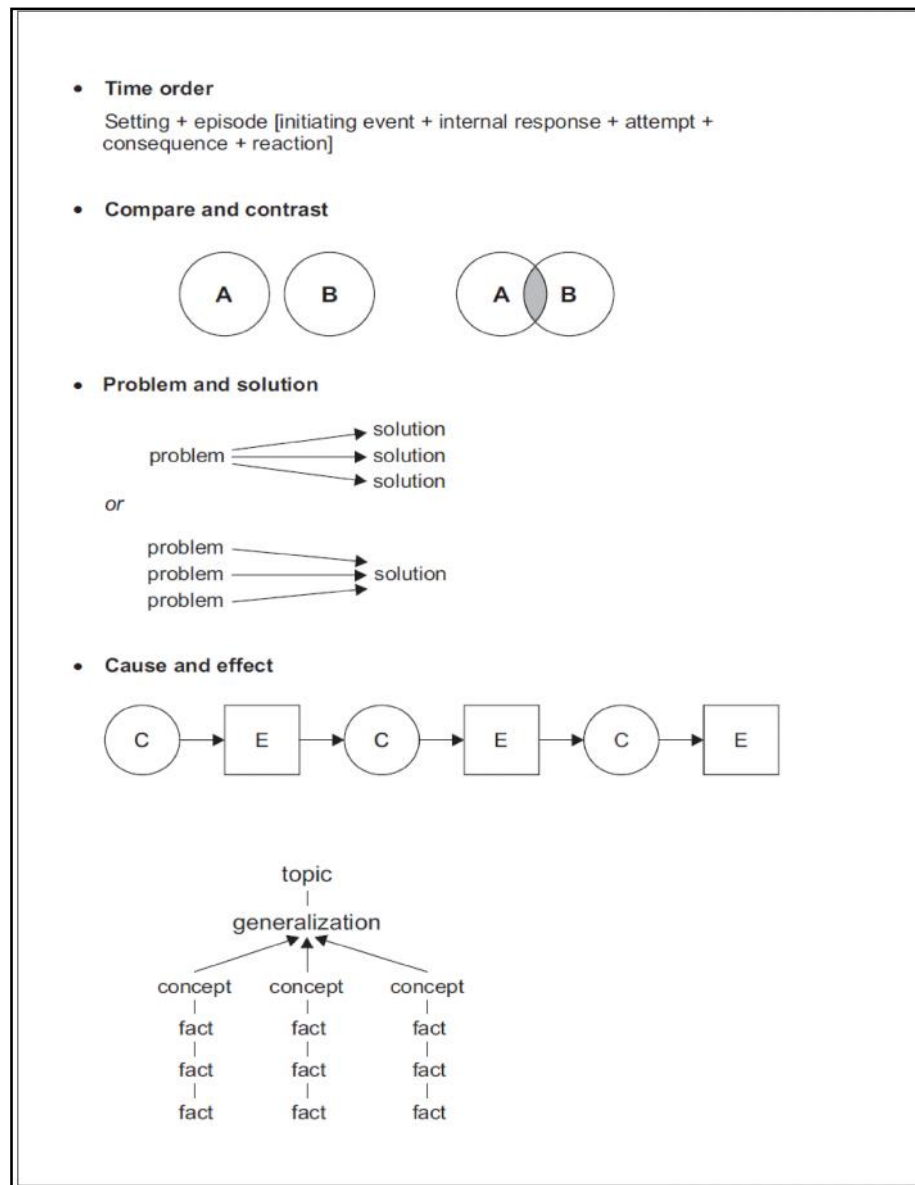 • Time order
Setting + episode [initiating event + internal response + attempt +
consequence + reaction]
• Compare and contrast
A B A B
• Problem and solution
solution
problem solution
solution
or
problem
problem solution
problem
• Cause and effect
C E C E C E
topic
generalization
concept concept concept
fact fact fact
fact fact fact
fact fact fact